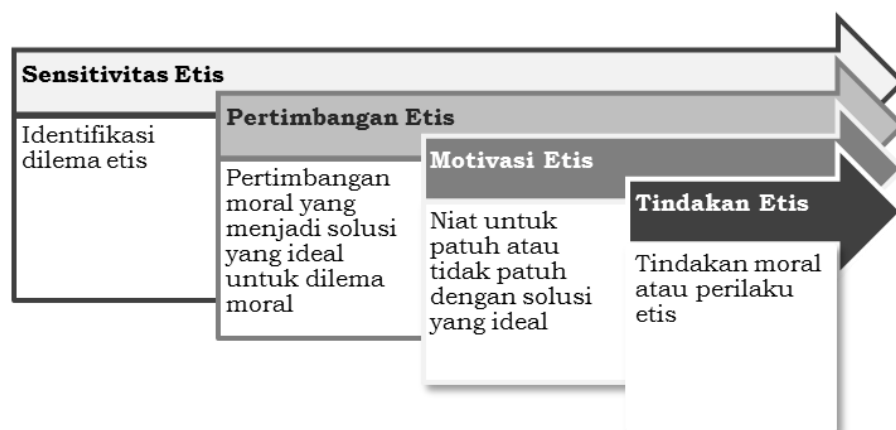 Sensitivitas Etis
Identifikasi
dilema etis
Pertimbangan Etis
Pertimbangan
moral yang
menjadi solusi
yang ideal
untuk dilema
moral
Motivasi Etis
Niat untuk
patuh atau
tidak patuh
dengan solusi
yang ideal
Tindakan Etis
Tindakan moral
atau perilaku
etis